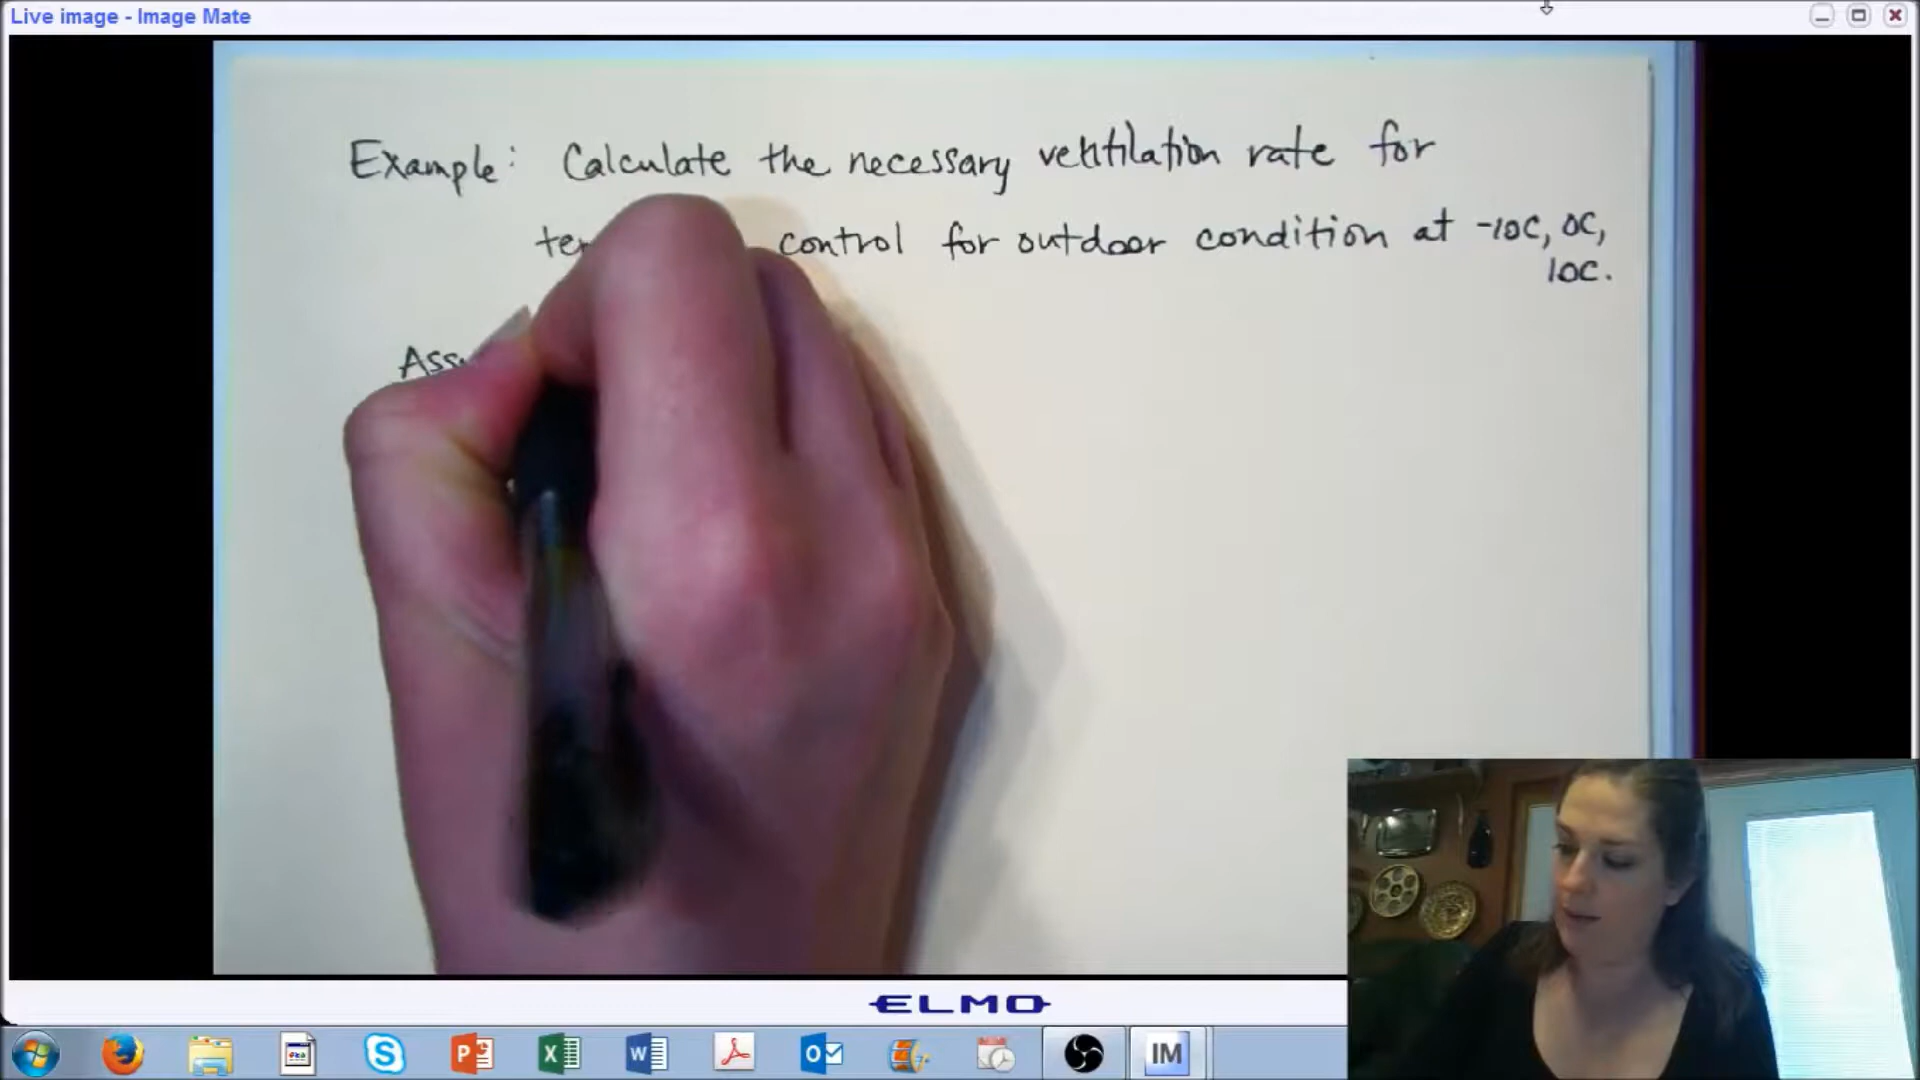 Live image - Image Mate
Example: Calculate the necessary ventilation rate for
control for outdoor condition at -10C, 0C,
10C.
ELMO
IM